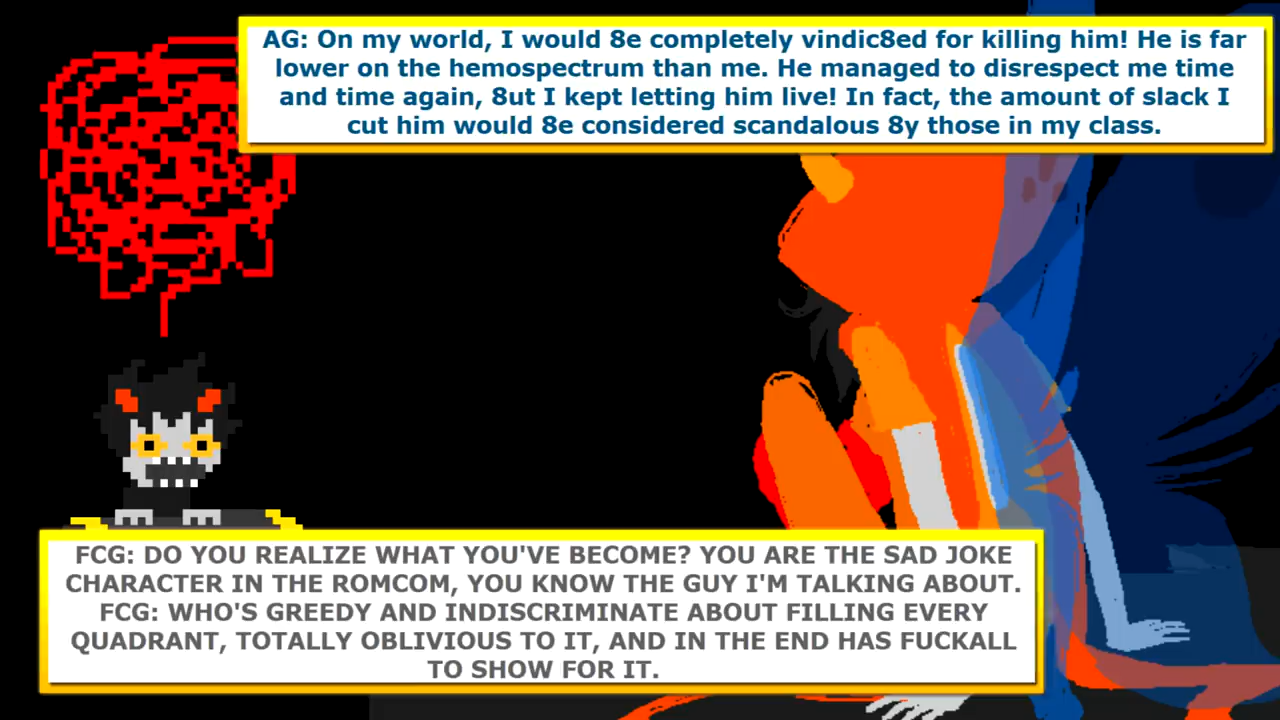 AG: On my world, I would 8e completely vindic8ed for killing him! He is far
lower on the hemospectrum than me. He managed to disrespect me time
and time again, 8ut I kept letting him live! In fact, the amount of slack I
cut him would 8e considered scandalous 8y those in my class.
FCG: DO YOU REALIZE WHAT YOU'VE BECOME? YOU ARE THE SAD JOKE
CHARACTER IN THE ROMCOM, YOU KNOW THE GUY I'M TALKING ABOUT.
FCG: WHO'S GREEDY AND INDISCRIMINATE ABOUT FILLING EVERY
QUADRANT, TOTALLY OBLIVIOUS TO IT, AND IN THE END HAS FUCKALL
TO SHOW FOR IT.